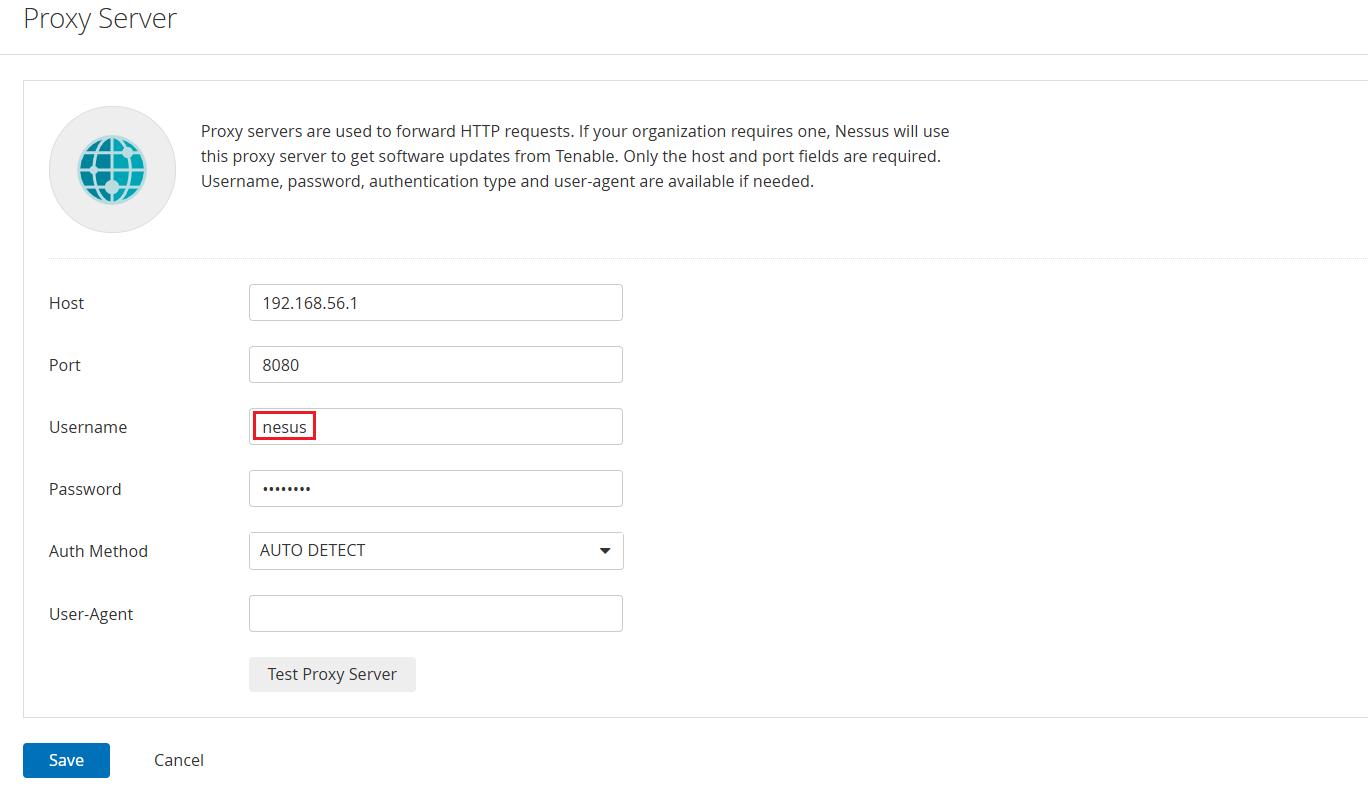 Proxy Server
Proxy servers are used to forward HTTP requests. If your organization requires one, Nessus will use
this proxy server to get software updates from Tenable. Only the host and port fields are required.
Username, password, authentication type and user-agent are available if needed.
Host
192.168.56.1
Port
8080
Username
nesus
Password
••••••••
Auth Method
AUTO DETECT
User-Agent
Test Proxy Server
Save
Cancel